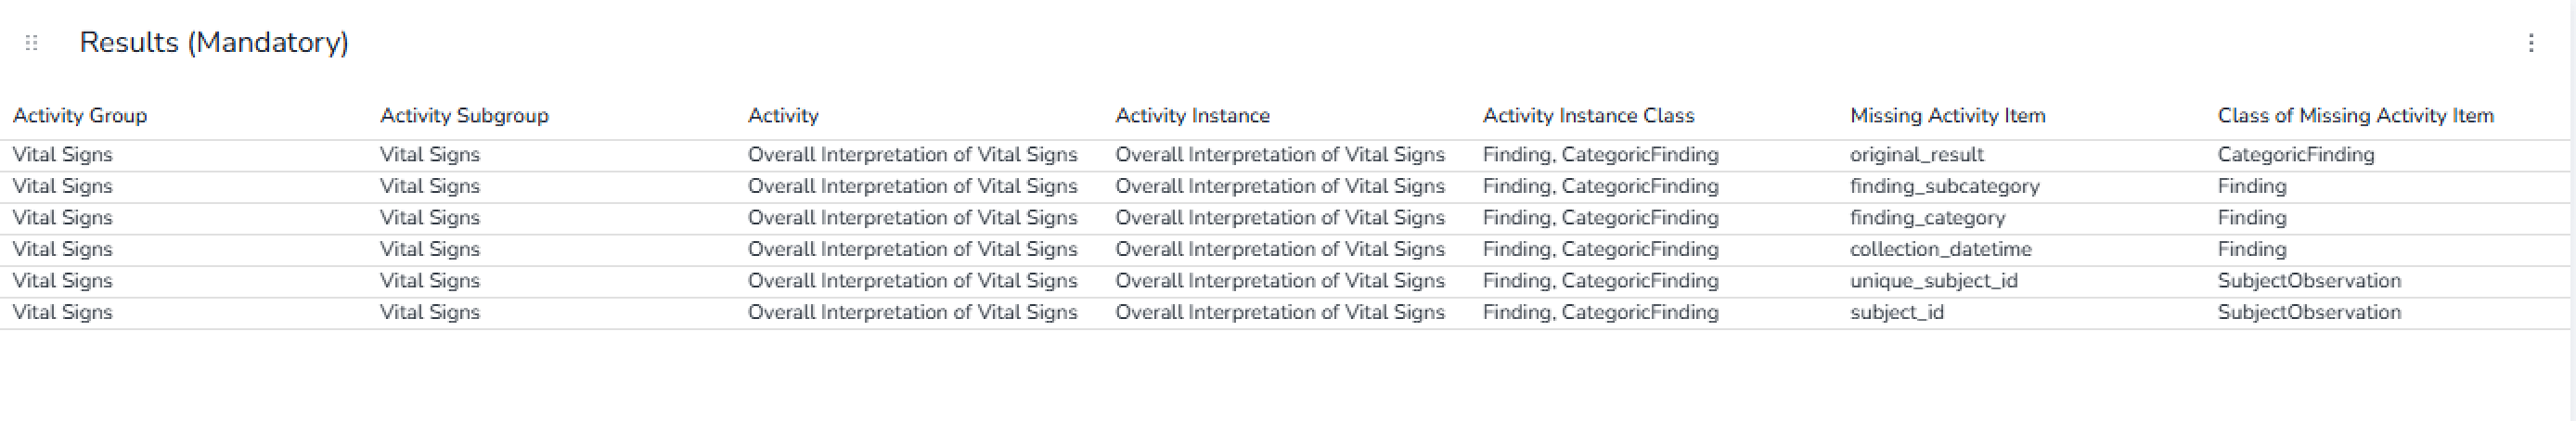 Results (Mandatory)
Activity Group Activity Subgroup Activity Activity Instance Activity Instance Class Missing Activity Item Class of Missing Activity Item
Vital Signs Vital Signs Overall Interpretation of Vital Signs Overall Interpretation of Vital Signs Finding, CategoricFinding original_result CategoricFinding
Vital Signs Vital Signs Overall Interpretation of Vital Signs Overall Interpretation of Vital Signs Finding, CategoricFinding finding_subcategory Finding
Vital Signs Vital Signs Overall Interpretation of Vital Signs Overall Interpretation of Vital Signs Finding, CategoricFinding finding_category Finding
Vital Signs Vital Signs Overall Interpretation of Vital Signs Overall Interpretation of Vital Signs Finding, CategoricFinding collection_datetime Finding
Vital Signs Vital Signs Overall Interpretation of Vital Signs Overall Interpretation of Vital Signs Finding, CategoricFinding unique_subject_id SubjectObservation
Vital Signs Vital Signs Overall Interpretation of Vital Signs Overall Interpretation of Vital Signs Finding, CategoricFinding subject_id SubjectObservation